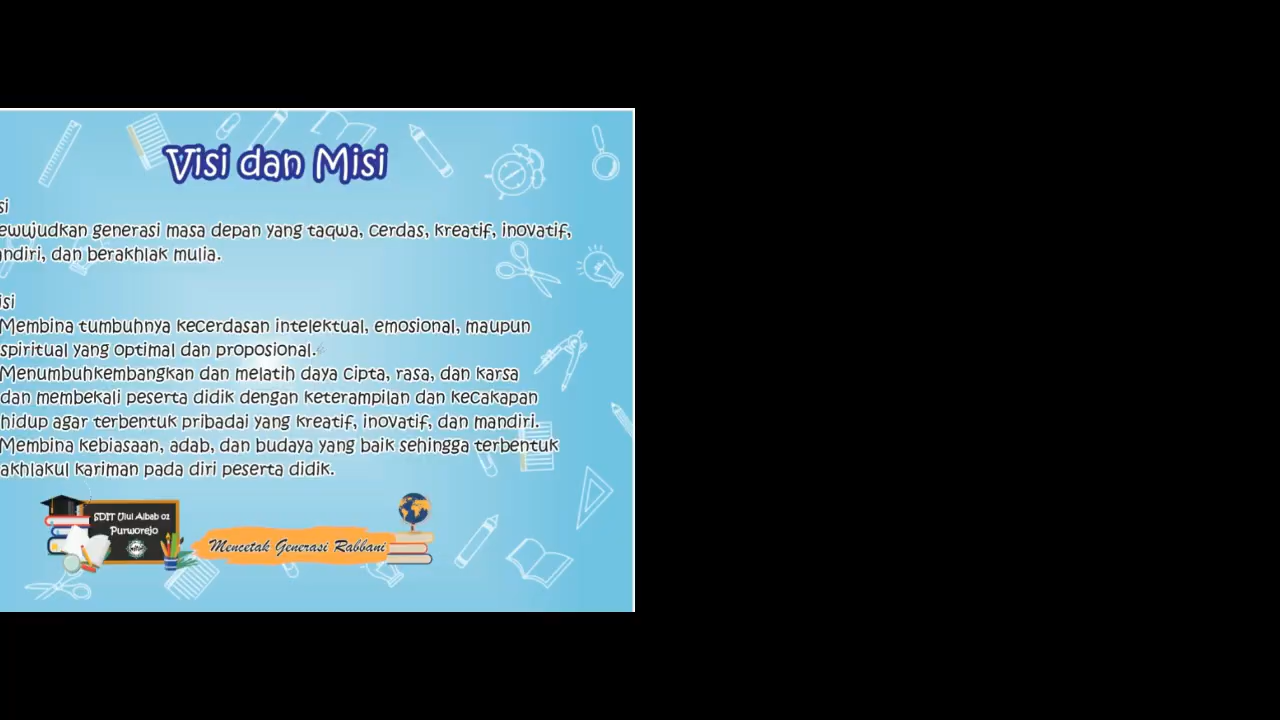 Visi dan Misi
si
ewujudkan generasi masa depan yang taqwa, cerdas, kreatif, inovatif,
andiri, dan berakhlak mulia.
isi
Membina tumbuhnya kecerdasan intelektual, emosional, maupun
spiritual yang optimal dan proposional.
Menumbuhkembangkan dan melatih daya cipta, rasa, dan karsa
dan membekali peserta didik dengan keterampilan dan kecakapan
hidup agar terbentuk pribadai yang kreatif, inovatif, dan mandiri.
Membina kebiasaan, adab, dan budaya yang baik sehingga terbentuk
akhlakul kariman pada diri peserta didik.
SDIT Ulul Albab 02
Purworejo
Mencetak Generasi Rabbani